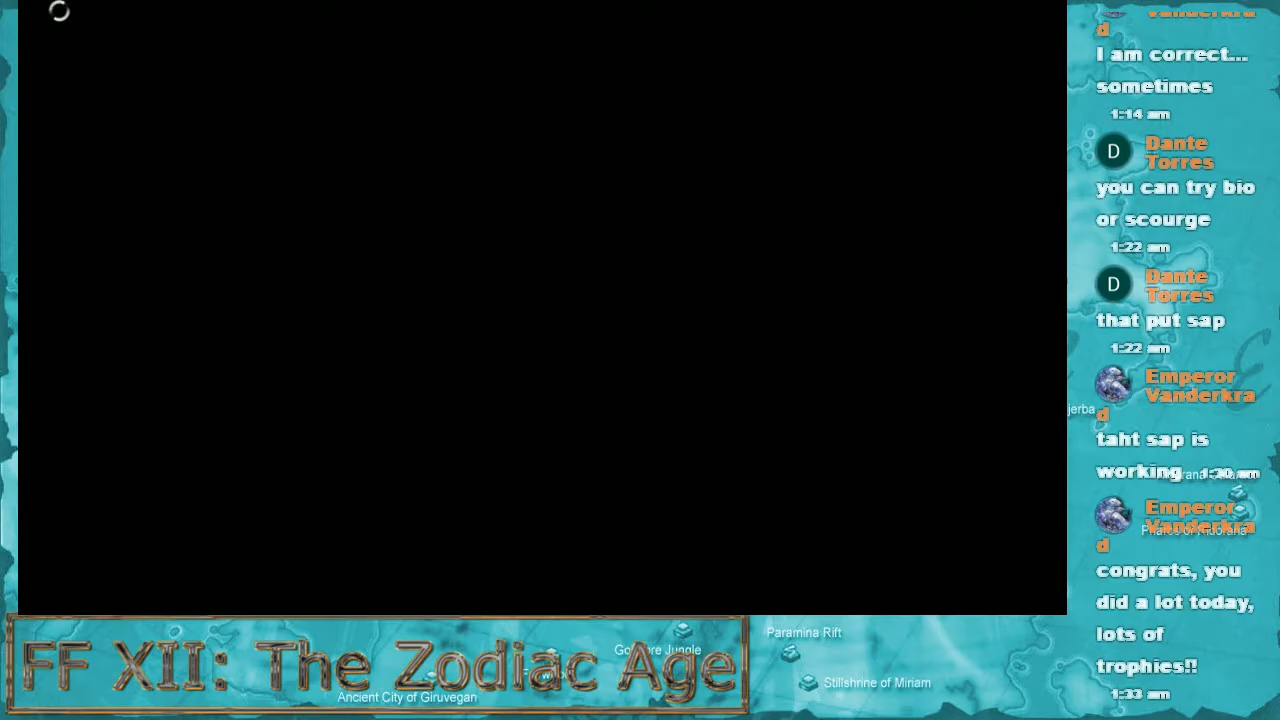 d
I am correct...
sometimes
1:14 am
D
Dante
Torres
you can try bio
or scourge
1:22 am
D
Dante
Torres
that put sap
1:22 am
Emperor
Vanderkra
d
jerba
taht sap is
working
Emperor
Vanderkra
d
congrats, you
did a lot today,
lots of
trophies!!
1:33 am
FF XII: The Zodiac Age
Ancient City of Giruvegan
Paramina Rift
Stillshrine of Miriam